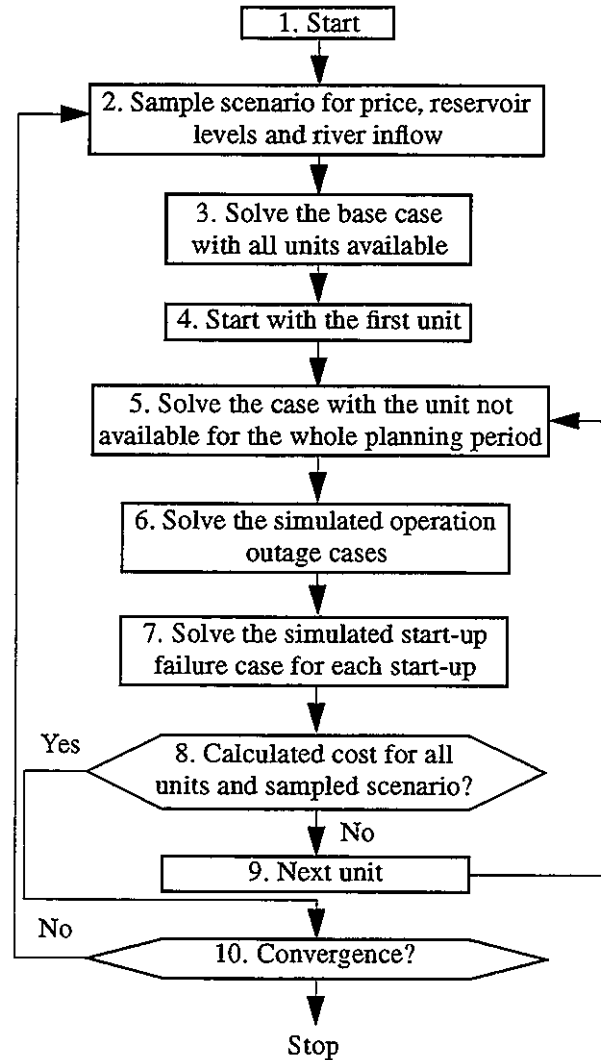 1. Start
2. Sample scenario for price, reservoir
levels and river inflow
3. Solve the base case
with all units available
4. Start with the first unit
5. Solve the case with the unit not
available for the whole planning period
6. Solve the simulated operation
outage cases
7. Solve the simulated start-up
failure case for each start-up
Yes
8. Calculated cost for all
units and sampled scenario?
No
9. Next unit
No
10. Convergence?
Stop